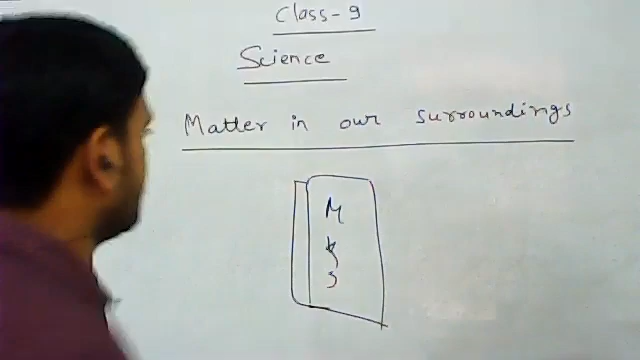 Class-9
Science
Matter in our surroundings
M
K
S